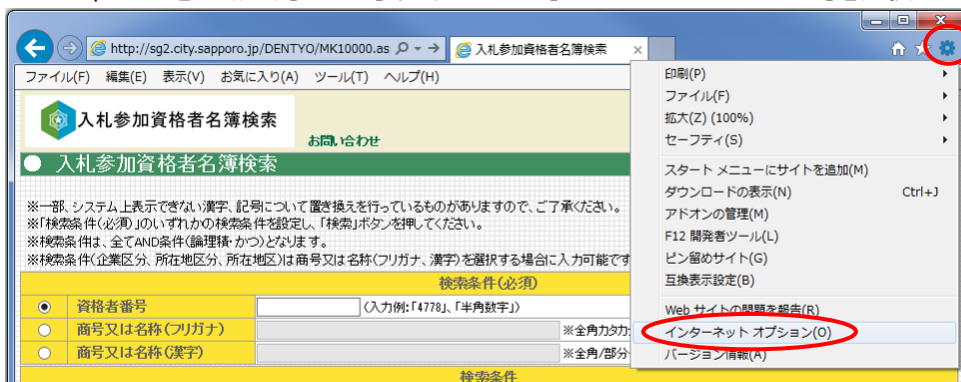 http://sg2.city.sapporo.jp/DENTYO/MK10000.as
入札参加資格者名簿検索
ファイル(F) 編集(E) 表示(V) お気に入り(A) ツール(T) ヘルプ(H)
入札参加資格者名簿検索
お問い合わせ
● 入札参加資格者名簿検索
※一部、システム上表示できない漢字、記号について置き換えを行っているものがありますので、ご了承ください。
※「検索条件(必須)」のいずれかの検索条件を設定し、「検索」ボタンを押してください。
※検索条件は、全てAND条件(論理積・かつ)となります。
※検索条件(企業区分、所在地区分、所在地区)は商号又は名称(フリガナ、漢字)を選択する場合に入力可能です
検索条件(必須)
資格者番号 (入力例:「4778」、「半角数字」)
商号又は名称(フリガナ) ※全角カタカ
商号又は名称(漢字) ※全角/部分
検索条件
印刷(P)
ファイル(F)
拡大(Z) (100%)
セーフティ(S)
スタート メニューにサイトを追加(M)
ダウンロードの表示(N) Ctrl+J
アドオンの管理(M)
F12 開発者ツール(L)
ピン留めサイト(G)
互換表示設定(B)
Web サイトの問題を報告(R)
インターネット オプション(O)
バージョン情報(A)